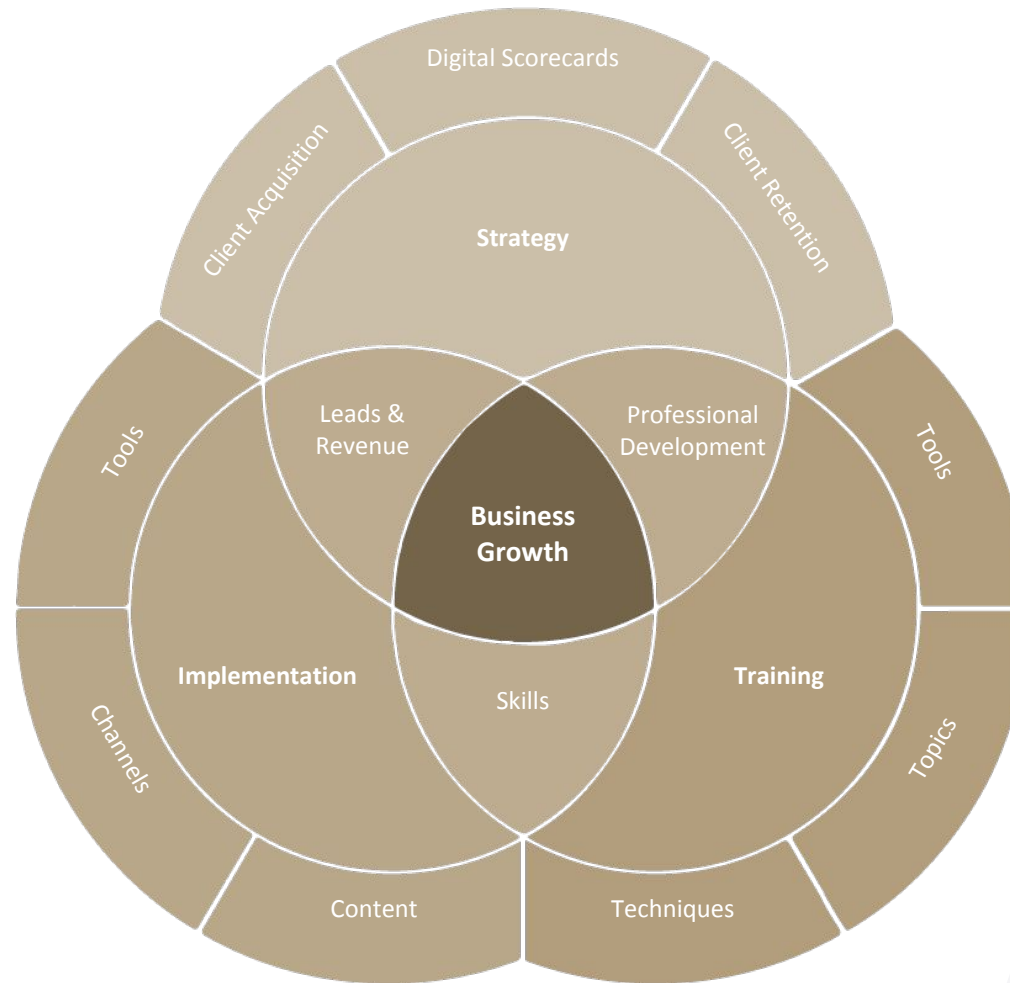 Digital Scorecards
Client Acquisition
Client Retention
Strategy
Leads &
Revenue
Professional
Development
Tools
Tools
Business
Growth
Implementation
Training
Skills
Channels
Topics
Content
Techniques